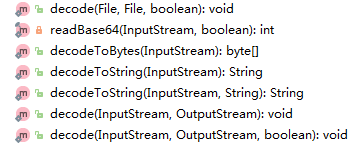 decode(File, File, boolean): void
readBase64(InputStream, boolean): int
decodeToBytes(InputStream): byte[]
decodeToString(InputStream): String
decodeToString(InputStream, String): String
decode(InputStream, OutputStream): void
decode(InputStream, OutputStream, boolean): void